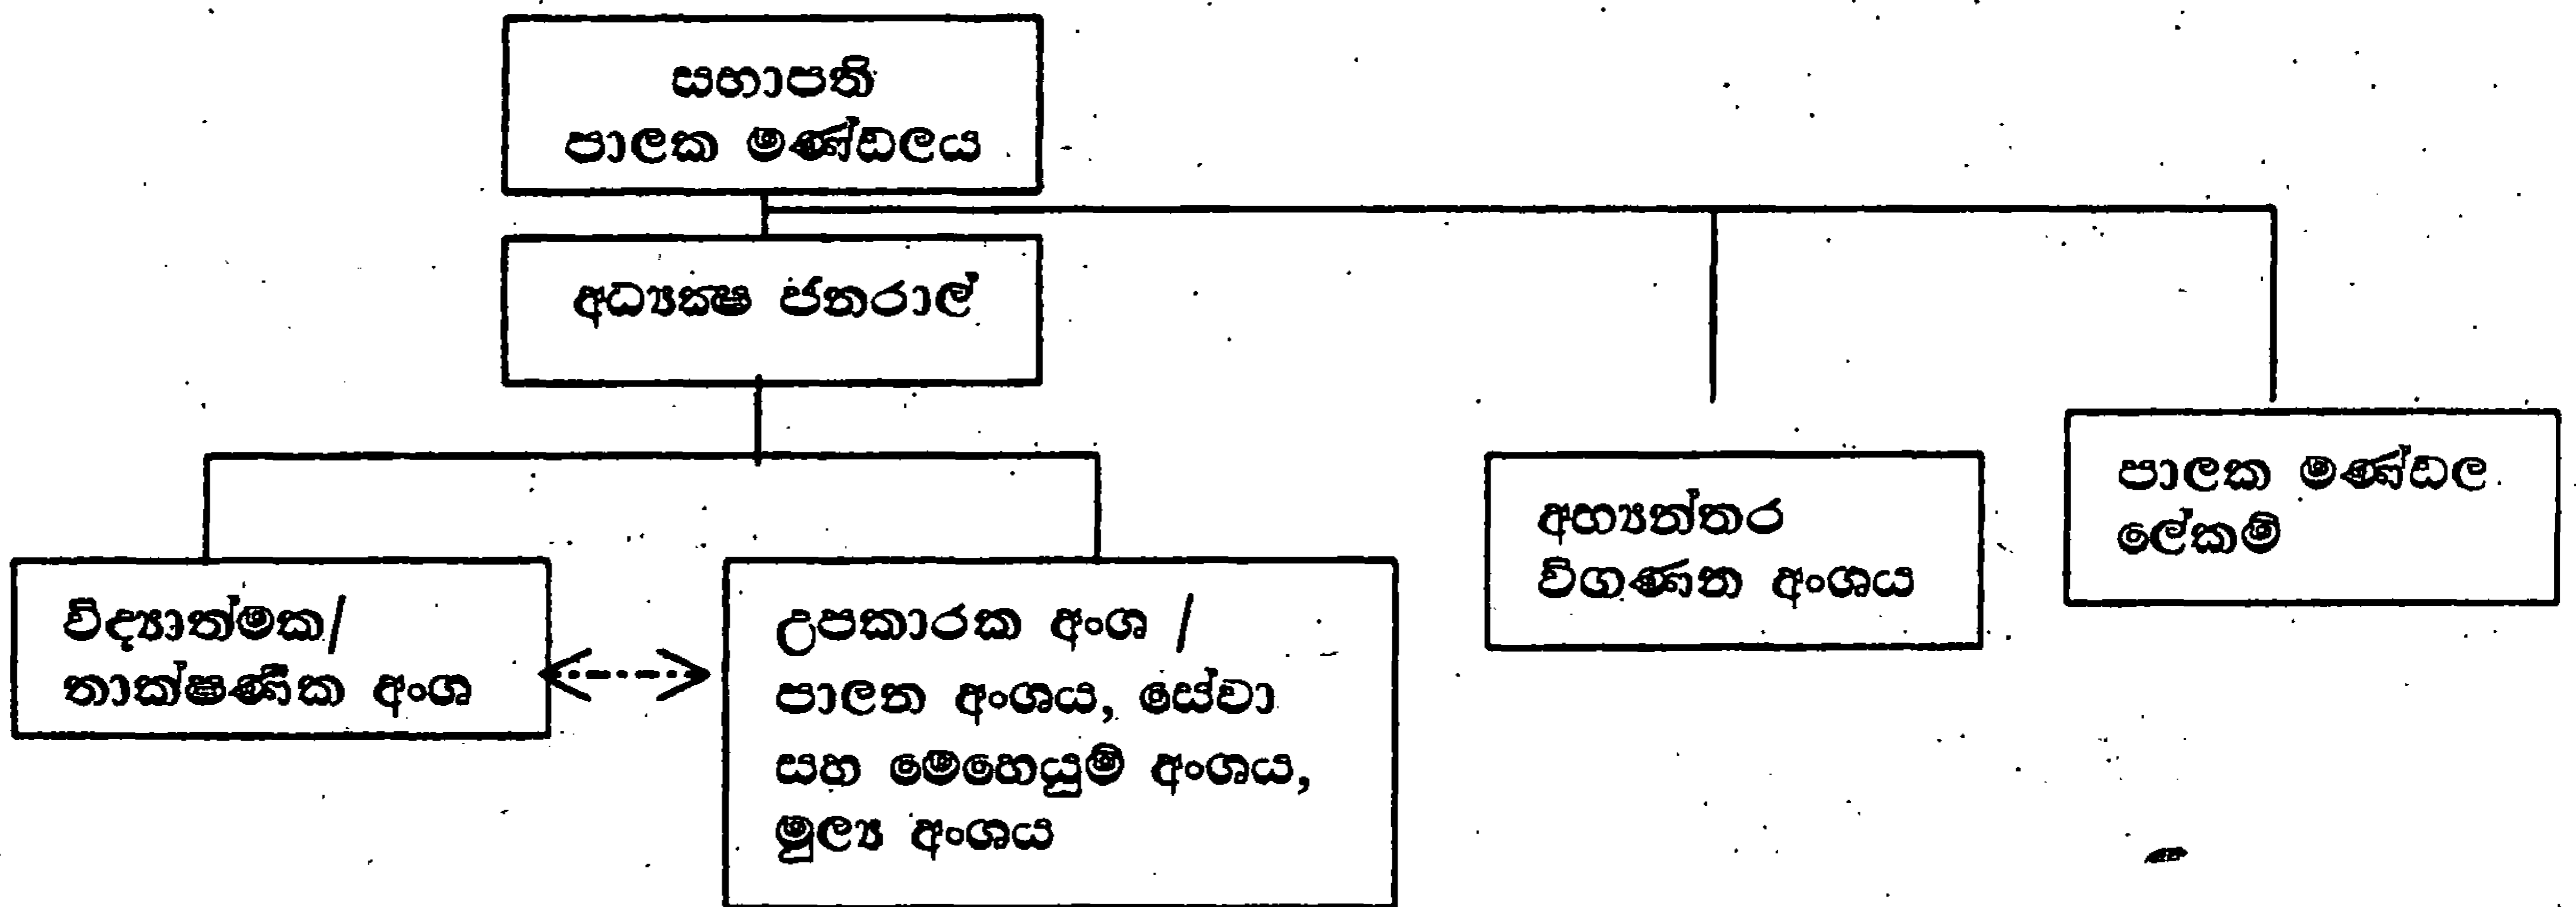 සභාපති
පාලක මණ්ඩලය
අධ්‍යක්ෂ ජනරාල්
විද්‍යාත්මක/
තාක්ෂණික අංශ
උපකාරක අංශ /
පාලන අංශය, සේවා
සහ මෙහෙයුම් අංශය,
මුල්‍ය අංශය
අභ්‍යන්තර
විගණන අංශය
පාලක මණ්ඩල
ලේකම්